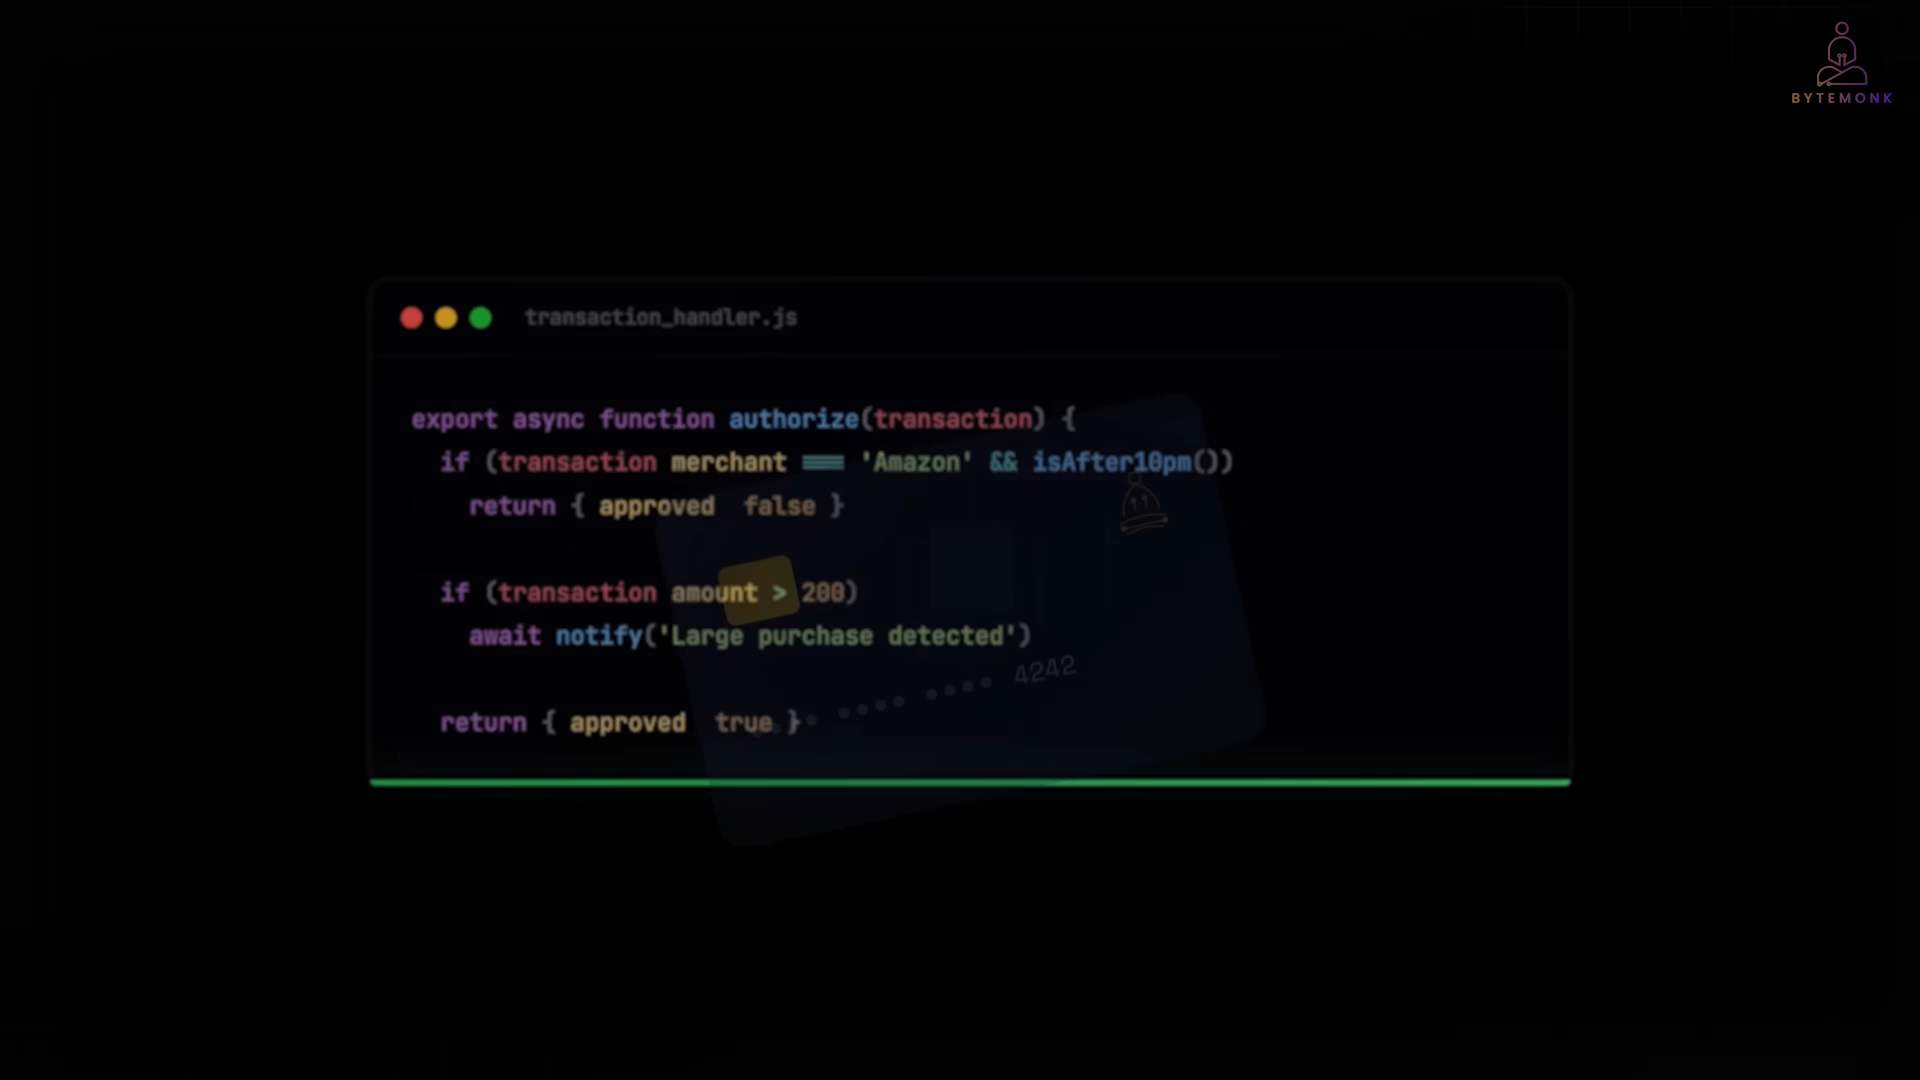 BYTEMONK
transaction_handler.js
export async function authorize(transaction) {
if (transaction merchant === 'Amazon' && isAfter10pm())
return { approved false }
if (transaction amount > 200)
await notify('Large purchase detected')
4242
return { approved true }